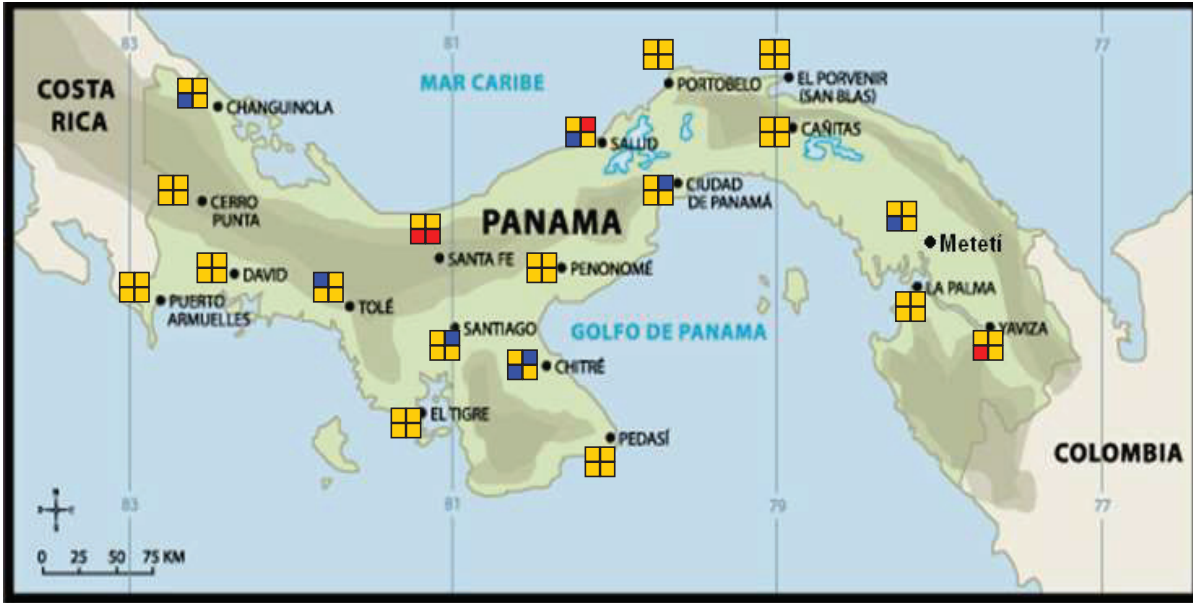 83
81
77
COSTA
RICA
MAR CARIBE
PORTOBELO
EL PORVENIR
(SAN BLAS)
CHANGUINOLA
SALUD
CAÑITAS
CERRO
PUNTA
CIUDAD
DE PANAMÁ
PANAMA
Metetí
SANTA FE
PENONOMÉ
DAVID
LA PALMA
PUERTO
ARMUELLES
TOLÉ
SANTIAGO
GOLFO DE PANAMA
YAVIZA
CHITRÉ
EL TIGRE
PEDASÍ
COLOMBIA
83
81
79
77
0 25 50 75 KM